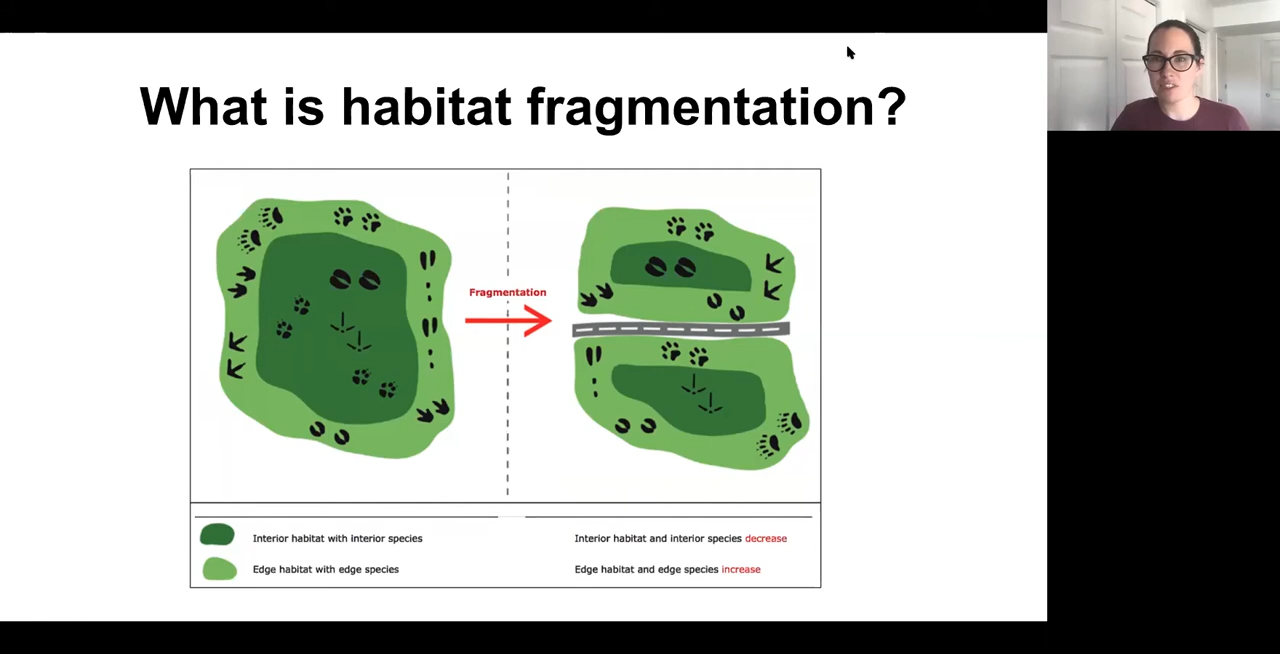 What is habitat fragmentation?
Fragmentation
Interior habitat with interior species
Interior habitat and interior species decrease
Edge habitat with edge species
Edge habitat and edge species increase